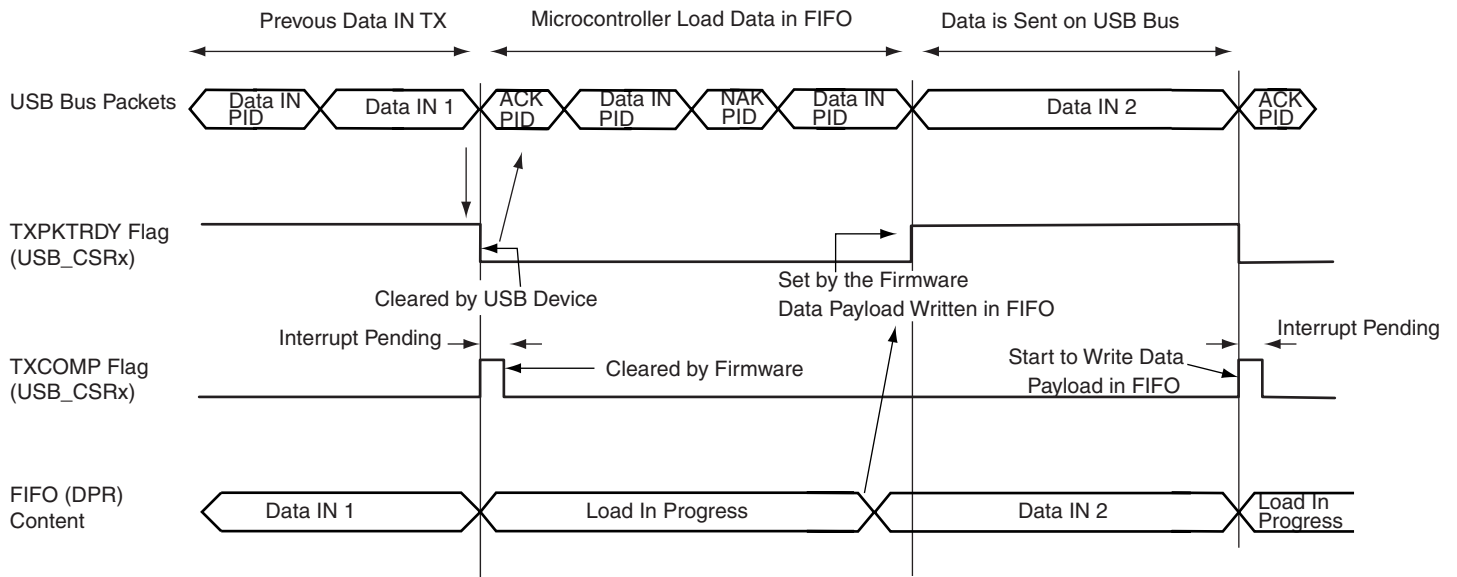 Prevous Data IN TX
Microcontroller Load Data in FIFO
Data is Sent on USB Bus
USB Bus Packets
Data IN
PID
Data IN 1
ACK
PID
Data IN
PID
NAK
PID
Data IN
PID
Data IN 2
ACK
PID
TXPKTRDY Flag
(USB_CSRx)
Cleared by USB Device
Set by the Firmware
Data Payload Written in FIFO
Interrupt Pending
Interrupt Pending
TXCOMP Flag
(USB_CSRx)
Cleared by Firmware
Start to Write Data
Payload in FIFO
FIFO (DPR)
Content
Data IN 1
Load In Progress
Data IN 2
Load In
Progress